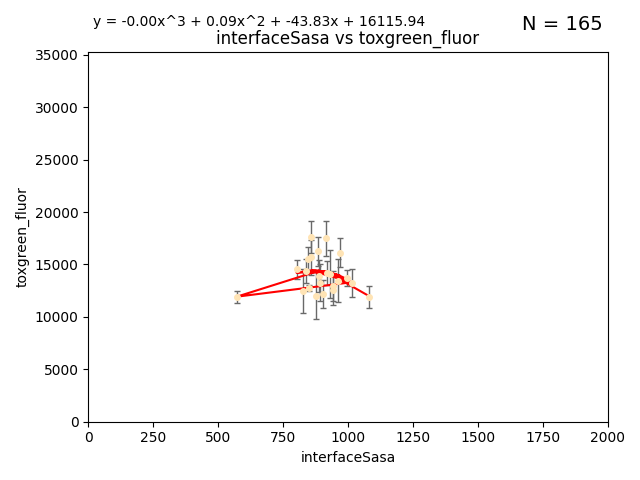 y = -0.00x^3 + 0.09x^2 + -43.83x + 16115.94
N = 165
interfaceSasa vs toxgreen_fluor
35000
30000
25000
20000
15000
10000
5000
0
toxgreen_fluor
0 250 500 750 1000 1250 1500 1750 2000
interfaceSasa